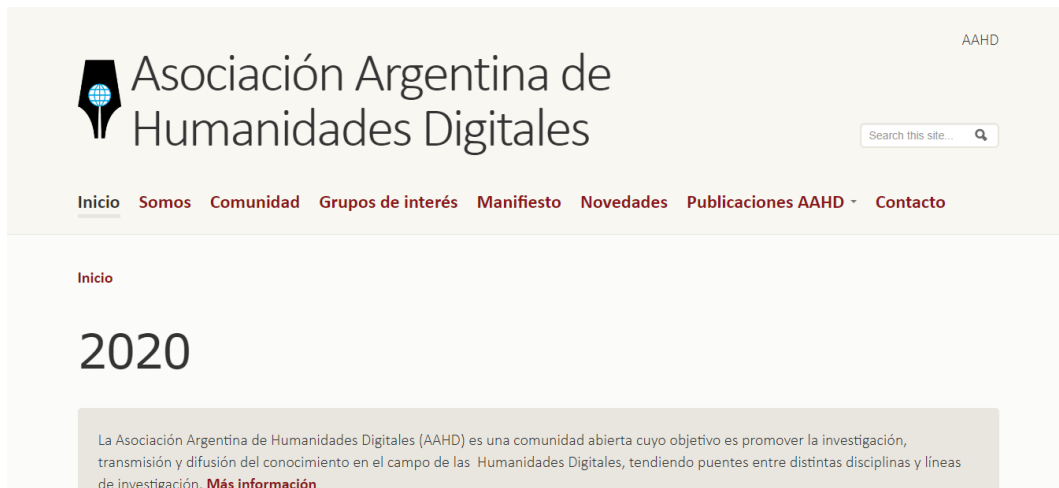 AAHD
Asociación Argentina de
Humanidades Digitales
Search this site...
Inicio Somos Comunidad Grupos de interés Manifiesto Novedades Publicaciones AAHD Contacto
Inicio
2020
La Asociación Argentina de Humanidades Digitales (AAHD) es una comunidad abierta cuyo objetivo es promover la investigación,
transmisión y difusión del conocimiento en el campo de las Humanidades Digitales, tendiendo puentes entre distintas disciplinas y líneas
de investigación. Más información